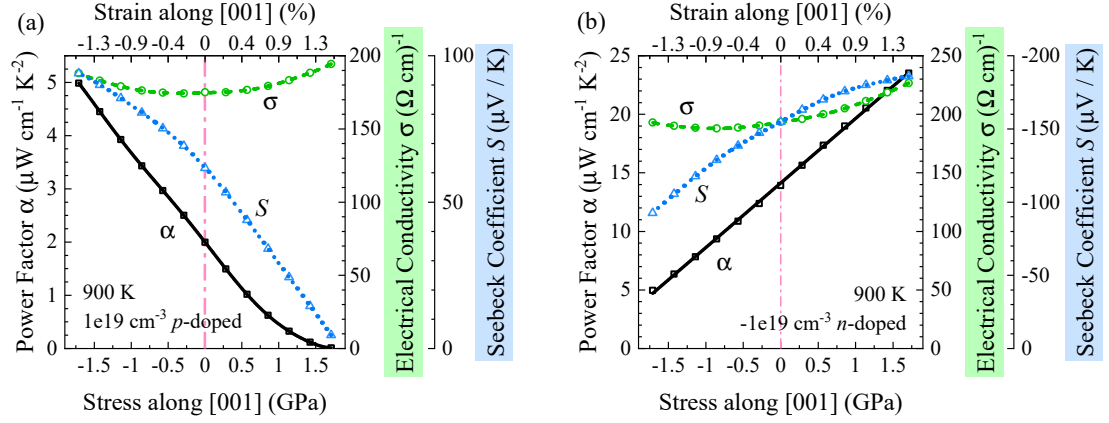 (a)
Strain along [001] (%)
-1.3 -0.9 -0.4 0 0.4 0.9 1.3
Power Factor α (μW cm⁻¹ K⁻²)
5
4
3
2
1
0
σ
S
α
900 K
1e19 cm⁻³ p-doped
-1.5 -1 -0.5 0 0.5 1 1.5
Stress along [001] (GPa)
200
150
100
50
0
Electrical Conductivity σ (Ω cm)⁻¹
100
50
0
Seebeck Coefficient S (μV / K)
(b)
Strain along [001] (%)
-1.3 -0.9 -0.4 0 0.4 0.9 1.3
Power Factor α (μW cm⁻¹ K⁻²)
25
20
15
10
5
0
σ
S
α
900 K
-1e19 cm⁻³ n-doped
-1.5 -1 -0.5 0 0.5 1 1.5
Stress along [001] (GPa)
250
200
150
100
50
0
Electrical Conductivity σ (Ω cm)⁻¹
-200
-150
-100
-50
0
Seebeck Coefficient S (μV / K)